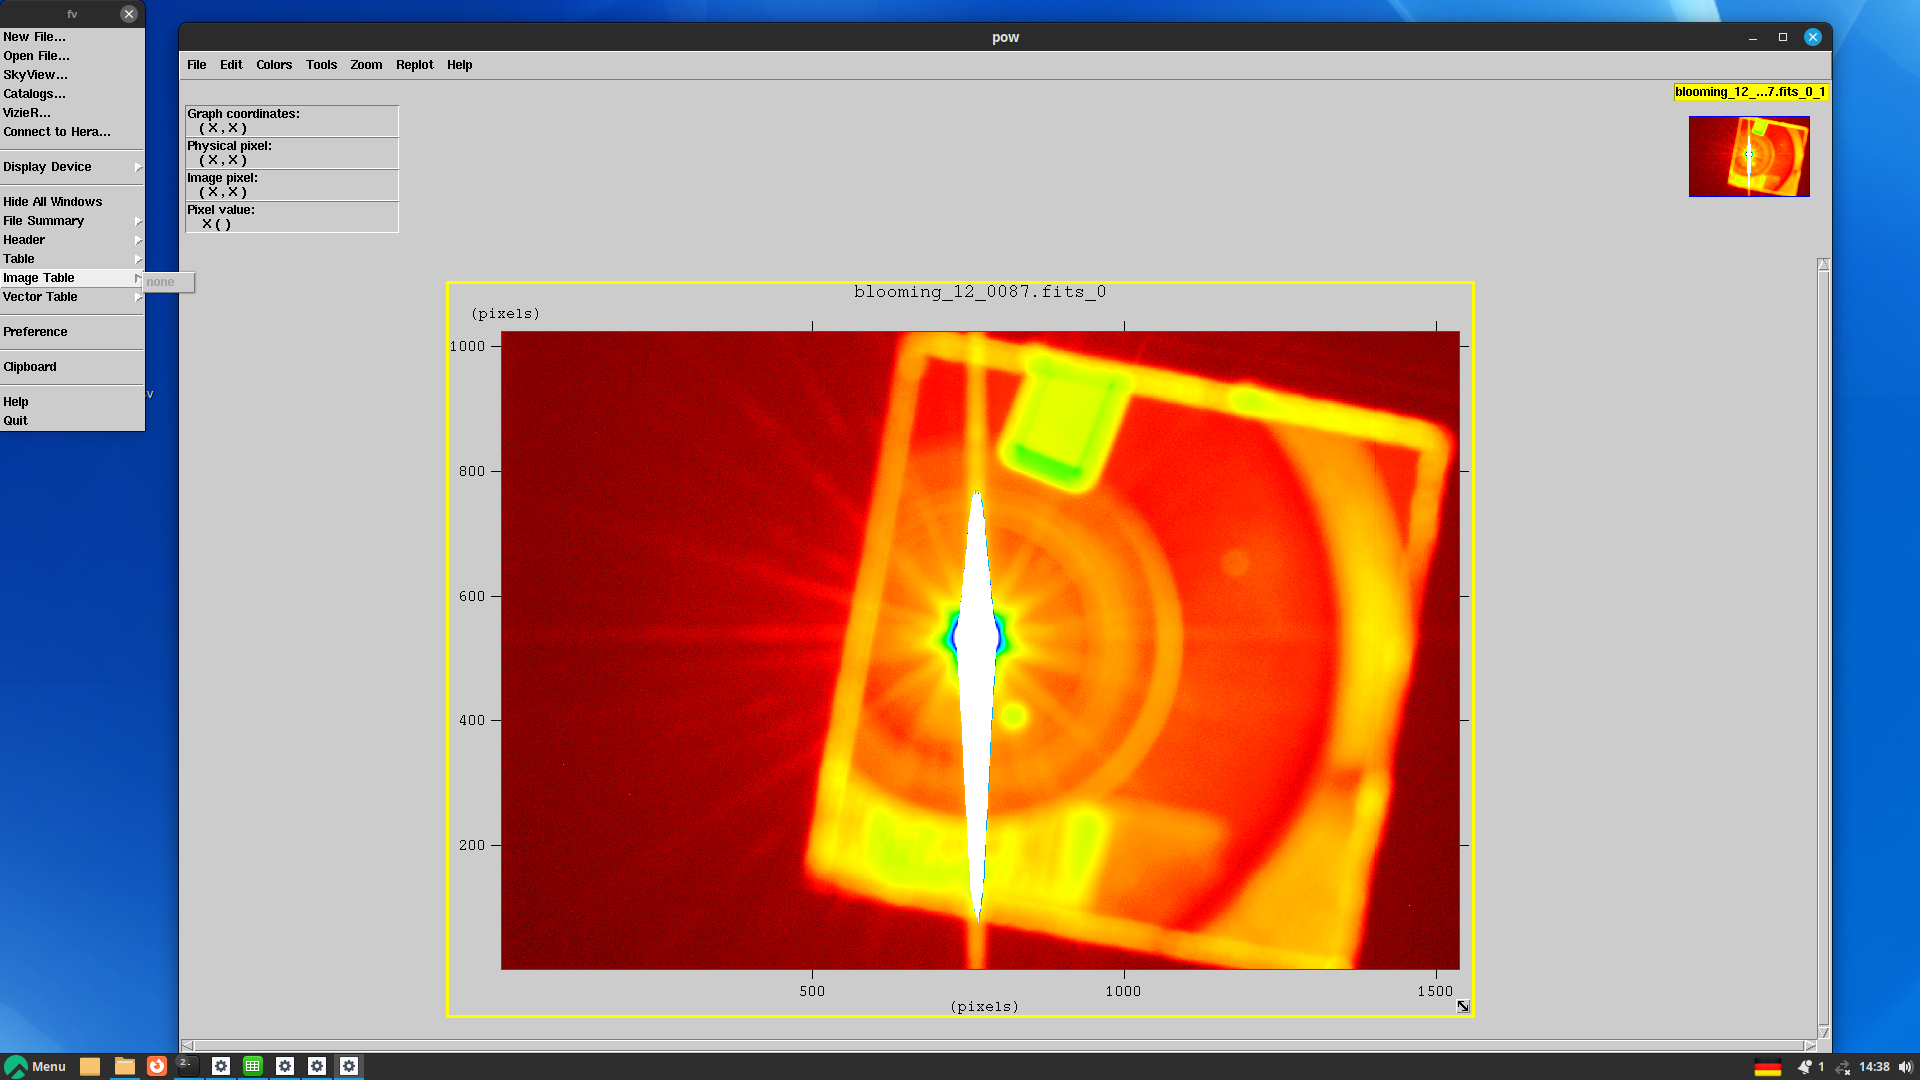 fv
New File...
Open File...
SkyView...
Catalogs...
VizieR...
Connect to Hera...
Display Device
Hide All Windows
File Summary
Header
Table
Image Table
none
Vector Table
Preference
Clipboard
Help
Quit
pow
File Edit Colors Tools Zoom Replot Help
blooming_12_...7.fits_0_1
Graph coordinates:
( X , X )
Physical pixel:
( X , X )
Image pixel:
( X , X )
Pixel value:
X ( )
blooming_12_0087.fits_0
(pixels)
1000
800
600
400
200
500 1000 1500
(pixels)
Menu
1 14:38